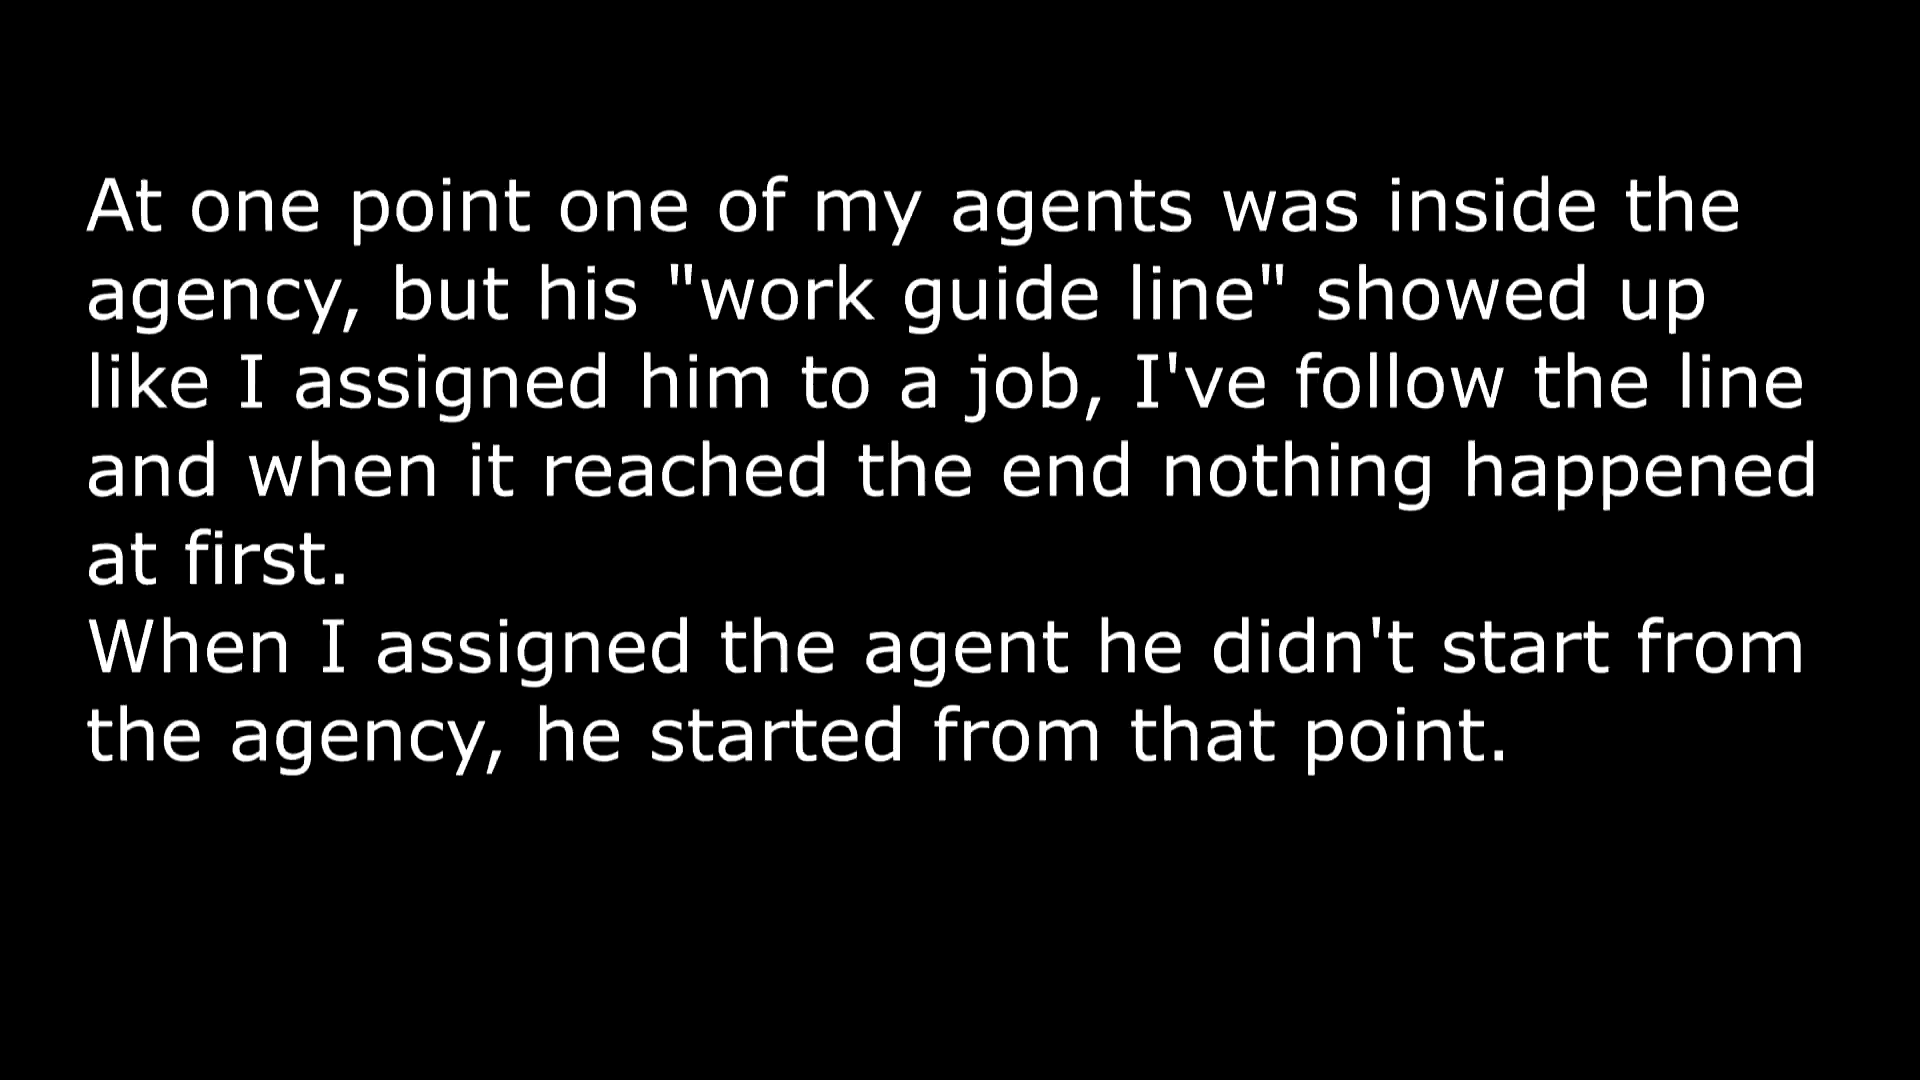 At one point one of my agents was inside the
agency, but his "work guide line" showed up
like I assigned him to a job, I've follow the line
and when it reached the end nothing happened
at first.
When I assigned the agent he didn't start from
the agency, he started from that point.